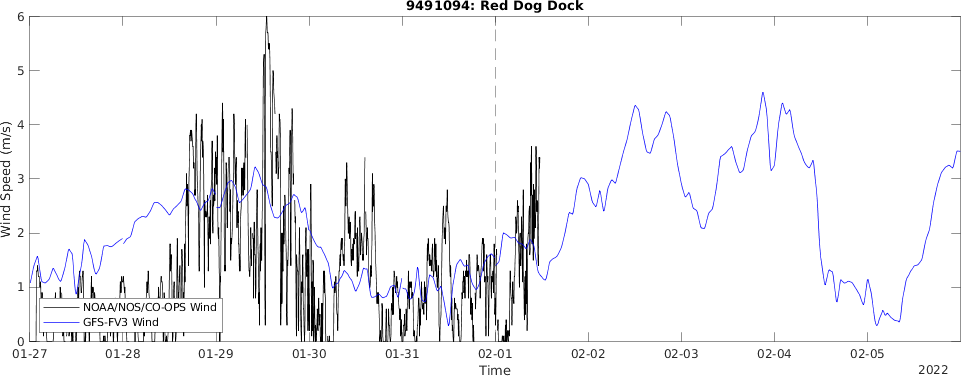 9491094: Red Dog Dock
Wind Speed (m/s)
6
5
4
3
2
1
0
NOAA/NOS/CO-OPS Wind
GFS-FV3 Wind
01-27 01-28 01-29 01-30 01-31 02-01 02-02 02-03 02-04 02-05
Time
2022